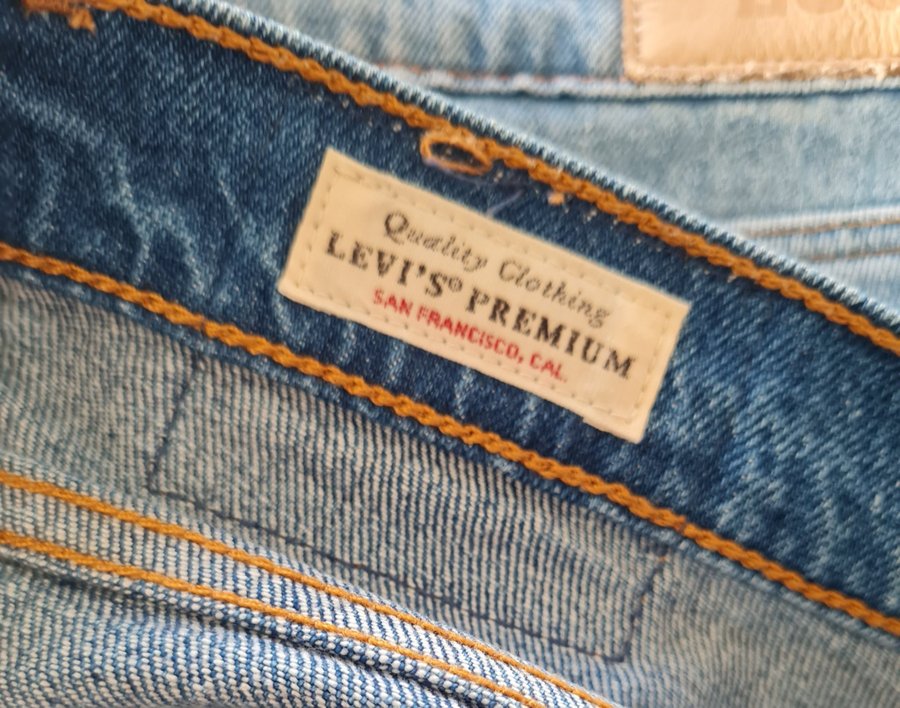 Quality Clothing
LEVI'S® PREMIUM
SAN FRANCISCO, CAL.